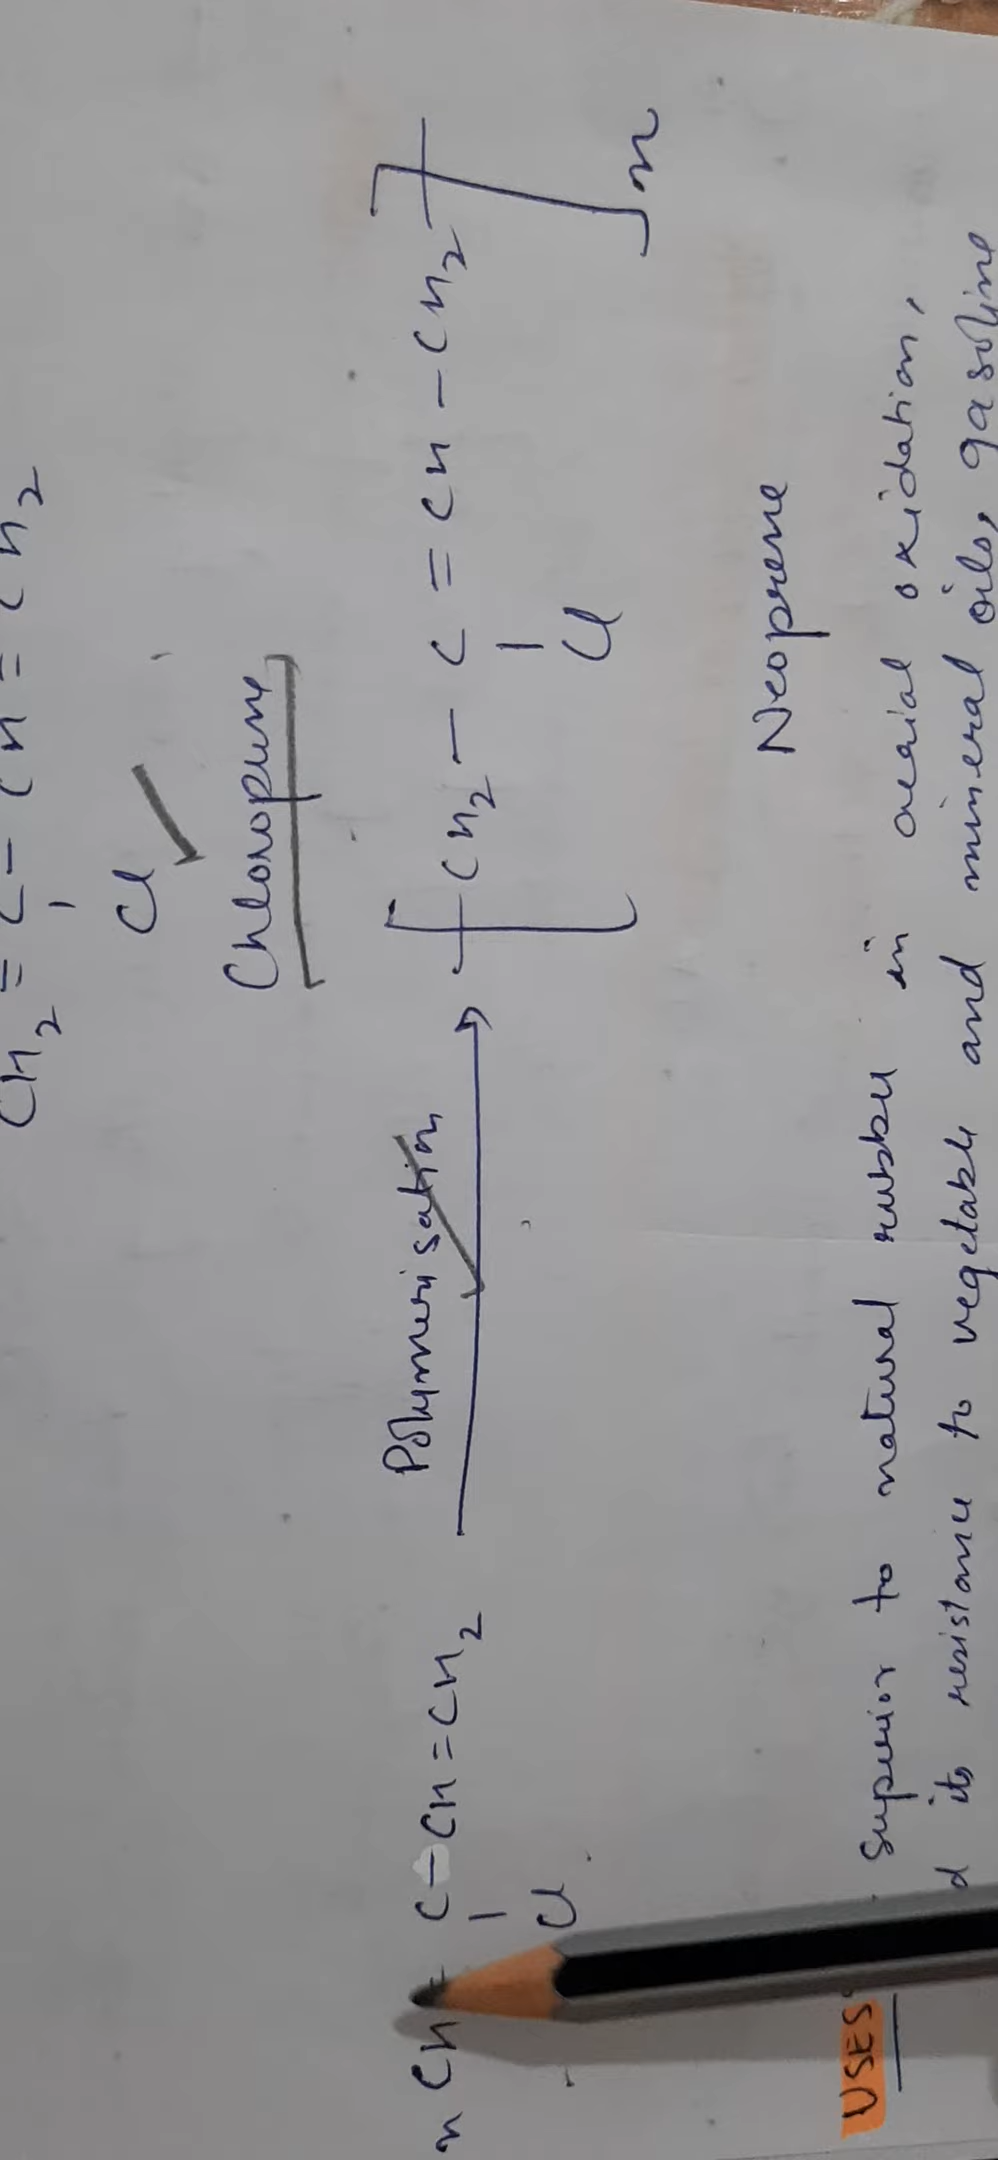 CH2 = C - CH = CH2
|
Cl
Chloroprene
n CH = C - CH = CH2 Polymerisation [ CH2 - C = CH - CH2 ]n
| |
Cl Cl
Neoprene
USES Superior to natural rubber in aerial oxidation,
d its resistance to vegetable and mineral oils, gasoline